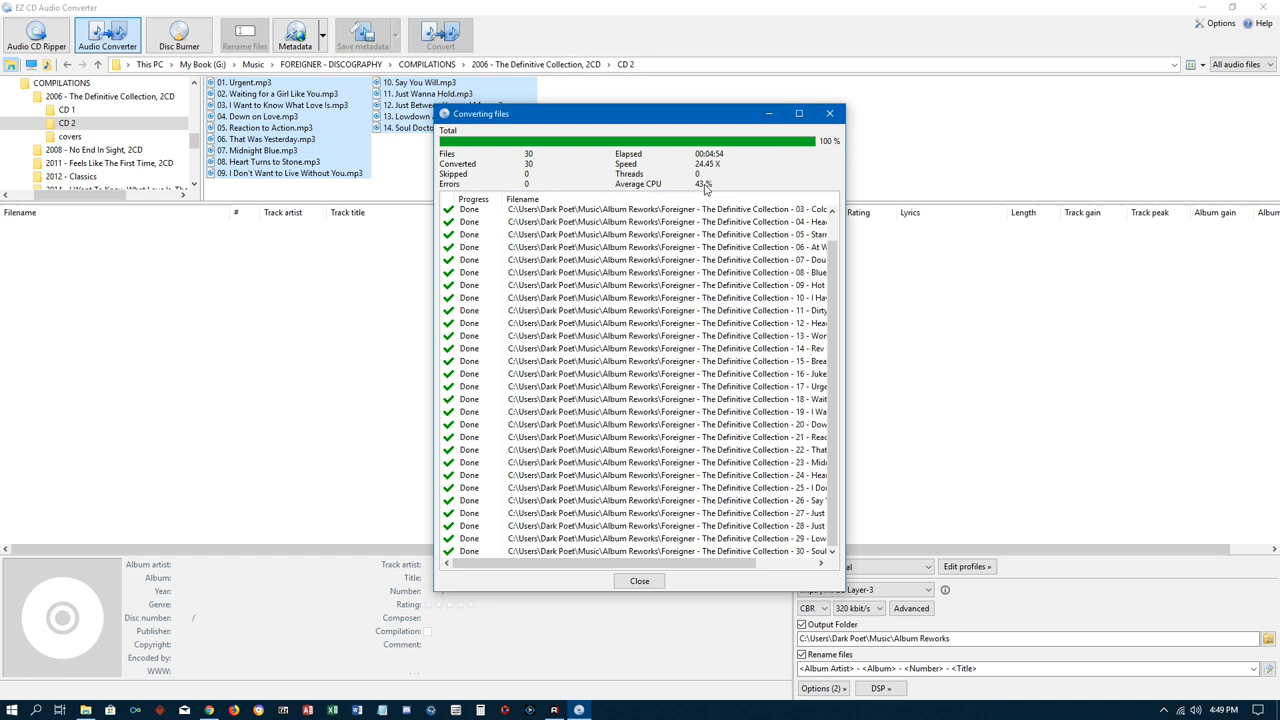 EZ CD Audio Converter
Audio CD Ripper
Audio Converter
Disc Burner
Rename files
Metadata
Save metadata
Convert
Options
Help
This PC > My Book (G:) > Music > FOREIGNER - DISCOGRAPHY > COMPILATIONS > 2006 - The Definitive Collection, 2CD > CD 2
All audio files
COMPILATIONS
2006 - The Definitive Collection, 2CD
CD 1
CD 2
covers
2008 - No End In Sight, 2CD
2011 - Feels Like The First Time, 2CD
2012 - Classics
01. Urgent.mp3
02. Waiting for a Girl Like You.mp3
03. I Want to Know What Love Is.mp3
04. Down on Love.mp3
05. Reaction to Action.mp3
06. That Was Yesterday.mp3
07. Midnight Blue.mp3
08. Heart Turns to Stone.mp3
09. I Don't Want to Live Without You.mp3
10. Say You Will.mp3
11. Just Wanna Hold.mp3
12. Just Between
13. Lowdown
14. Soul Docto
Filename # Track artist Track title
Rating Lyrics Length Track gain Track peak Album gain Album
Converting files
Total
100 %
Files 30 Elapsed 00:04:54
Converted 30 Speed 24.45 X
Skipped 0 Threads 0
Errors 0 Average CPU 43 %
Progress Filename
Done C:\Users\Dark Poet\Music\Album Reworks\Foreigner - The Definitive Collection - 03 - Cold
Done C:\Users\Dark Poet\Music\Album Reworks\Foreigner - The Definitive Collection - 04 - Hea
Done C:\Users\Dark Poet\Music\Album Reworks\Foreigner - The Definitive Collection - 05 - Starr
Done C:\Users\Dark Poet\Music\Album Reworks\Foreigner - The Definitive Collection - 06 - At W
Done C:\Users\Dark Poet\Music\Album Reworks\Foreigner - The Definitive Collection - 07 - Dou
Done C:\Users\Dark Poet\Music\Album Reworks\Foreigner - The Definitive Collection - 08 - Blue
Done C:\Users\Dark Poet\Music\Album Reworks\Foreigner - The Definitive Collection - 09 - Hot
Done C:\Users\Dark Poet\Music\Album Reworks\Foreigner - The Definitive Collection - 10 - I Ha
Done C:\Users\Dark Poet\Music\Album Reworks\Foreigner - The Definitive Collection - 11 - Dirty
Done C:\Users\Dark Poet\Music\Album Reworks\Foreigner - The Definitive Collection - 12 - Hea
Done C:\Users\Dark Poet\Music\Album Reworks\Foreigner - The Definitive Collection - 13 - Wor
Done C:\Users\Dark Poet\Music\Album Reworks\Foreigner - The Definitive Collection - 14 - Rev
Done C:\Users\Dark Poet\Music\Album Reworks\Foreigner - The Definitive Collection - 15 - Brea
Done C:\Users\Dark Poet\Music\Album Reworks\Foreigner - The Definitive Collection - 16 - Juke
Done C:\Users\Dark Poet\Music\Album Reworks\Foreigner - The Definitive Collection - 17 - Urge
Done C:\Users\Dark Poet\Music\Album Reworks\Foreigner - The Definitive Collection - 18 - Wait
Done C:\Users\Dark Poet\Music\Album Reworks\Foreigner - The Definitive Collection - 19 - I Wa
Done C:\Users\Dark Poet\Music\Album Reworks\Foreigner - The Definitive Collection - 20 - Dow
Done C:\Users\Dark Poet\Music\Album Reworks\Foreigner - The Definitive Collection - 21 - Reac
Done C:\Users\Dark Poet\Music\Album Reworks\Foreigner - The Definitive Collection - 22 - That
Done C:\Users\Dark Poet\Music\Album Reworks\Foreigner - The Definitive Collection - 23 - Midn
Done C:\Users\Dark Poet\Music\Album Reworks\Foreigner - The Definitive Collection - 24 - Hear
Done C:\Users\Dark Poet\Music\Album Reworks\Foreigner - The Definitive Collection - 25 - I Do
Done C:\Users\Dark Poet\Music\Album Reworks\Foreigner - The Definitive Collection - 26 - Say Y
Done C:\Users\Dark Poet\Music\Album Reworks\Foreigner - The Definitive Collection - 27 - Just
Done C:\Users\Dark Poet\Music\Album Reworks\Foreigner - The Definitive Collection - 28 - Just
Done C:\Users\Dark Poet\Music\Album Reworks\Foreigner - The Definitive Collection - 29 - Low
Done C:\Users\Dark Poet\Music\Album Reworks\Foreigner - The Definitive Collection - 30 - Soul
Close
Album artist:
Album:
Year:
Genre:
Disc number: /
Publisher:
Copyright:
Encoded by:
WWW:
Track artist:
Title:
Number:
Rating:
Composer:
Compilation:
Comment:
...
Edit profiles »
Layer-3
CBR 320 kbit/s Advanced
Output Folder
C:\Users\Dark Poet\Music\Album Reworks
Rename files
<Album Artist> - <Album> - <Number> - <Title>
Options (2) » DSP »
4:49 PM